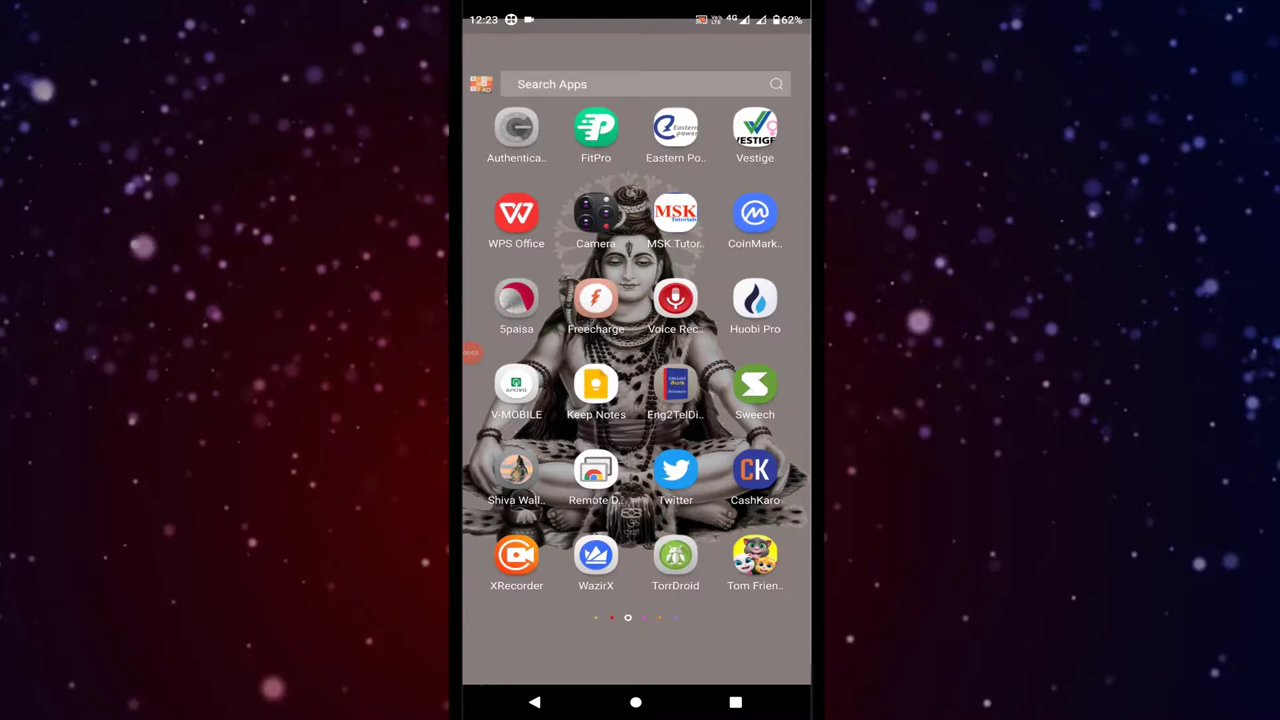 12:23 4G 62%
Search Apps
Authentica.. FitPro Eastern Po.. Vestige
WPS Office Camera MSK Tutor.. CoinMark..
5paisa Freecharge Voice Rec.. Huobi Pro
V-MOBILE Keep Notes Eng2TelDi.. Sweech
Shiva Wall.. Remote D.. Twitter CashKaro
XRecorder WazirX TorrDroid Tom Frien..